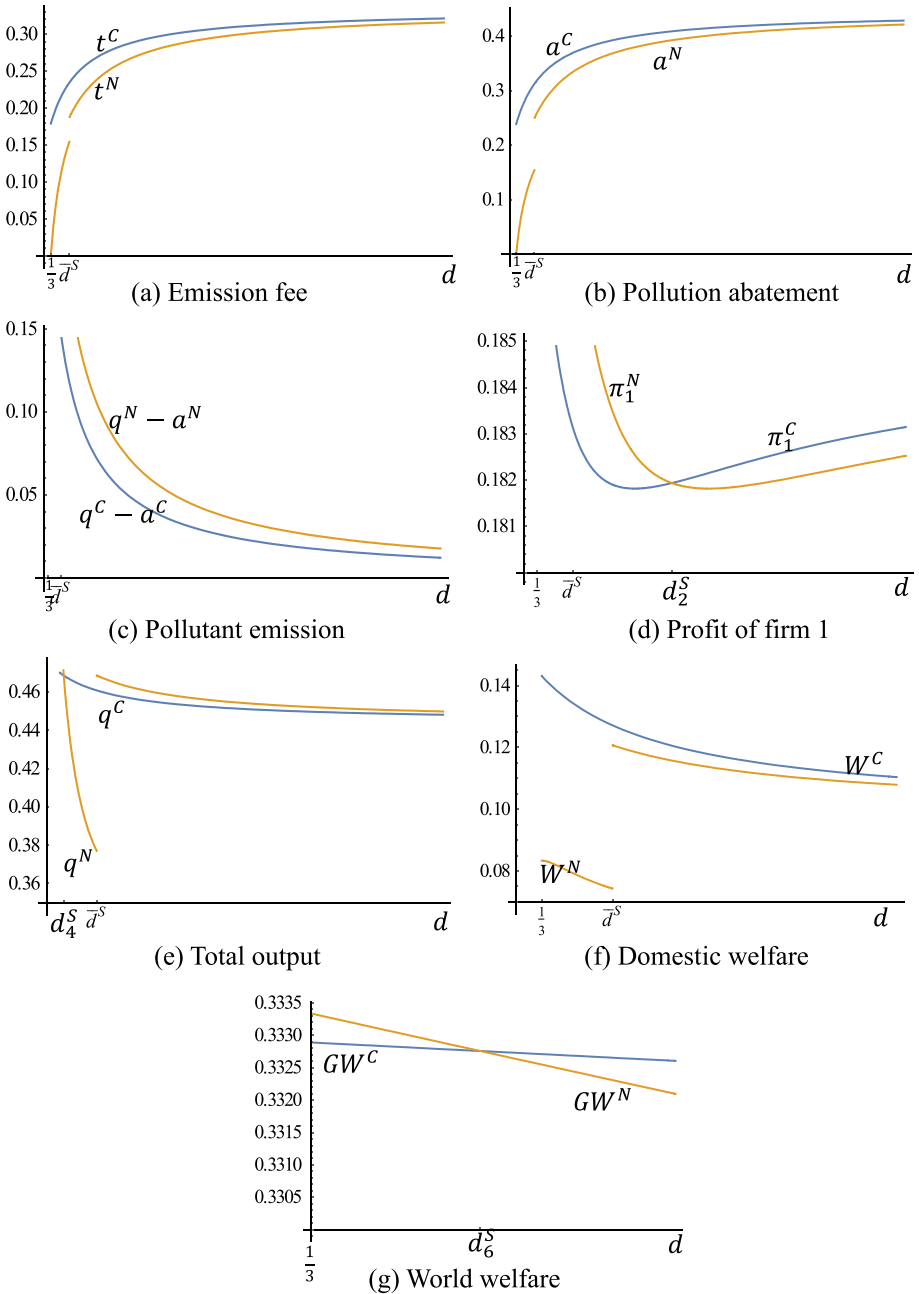 0.30
0.25
0.20
0.15
0.10
0.05
t^C
t^N
1/3 d̅^S
d
(a) Emission fee
0.4
0.3
0.2
0.1
a^C
a^N
1/3 d̅^S
d
(b) Pollution abatement
0.15
0.10
0.05
q^N − a^N
q^C − a^C
1/3 d̅^S
d
(c) Pollutant emission
0.185
0.184
0.183
0.182
0.181
π_1^N
π_1^C
1/3 d̅^S d_2^S
d
(d) Profit of firm 1
0.46
0.44
0.42
0.40
0.38
0.36
q^C
q^N
d_4^S d̅^S
d
(e) Total output
0.14
0.12
0.10
0.08
W^C
W^N
1/3 d̅^S
d
(f) Domestic welfare
0.3335
0.3330
0.3325
0.3320
0.3315
0.3310
0.3305
GW^C
GW^N
1/3 d_6^S
d
(g) World welfare